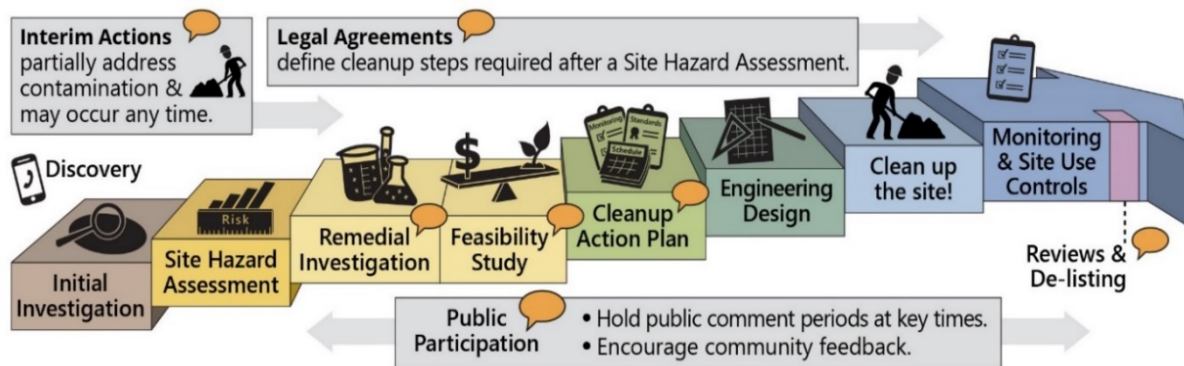 Interim Actions
partially address
contamination &
may occur any time.
Legal Agreements
define cleanup steps required after a Site Hazard Assessment.
Discovery
Initial
Investigation
Risk
Site Hazard
Assessment
Remedial
Investigation
$
Feasibility
Study
Monitoring
Standards
Schedule
Cleanup
Action Plan
Engineering
Design
Clean up
the site!
Monitoring
& Site Use
Controls
Reviews &
De-listing
Public
Participation
• Hold public comment periods at key times.
• Encourage community feedback.